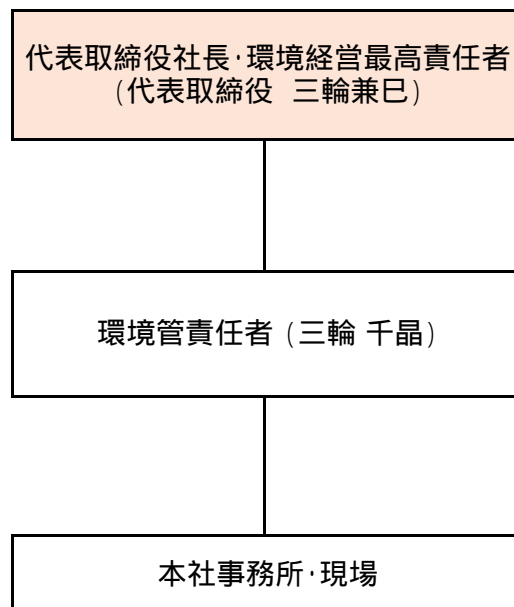 代表取締役社長･環境経営最高責任者
(代表取締役 三輪兼巳)
環境管責任者 (三輪 千晶)
本社事務所･現場